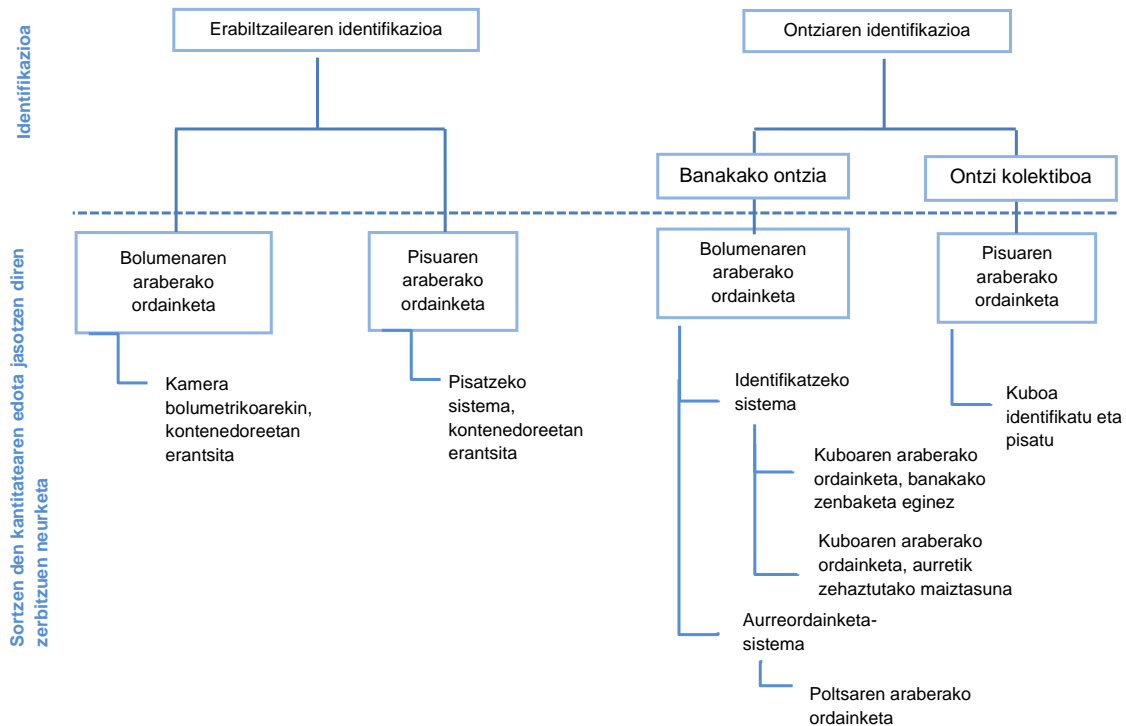 Identifikazioa
Erabiltzailearen identifikazioa
Ontziaren identifikazioa
Banakako ontzia
Ontzi kolektiboa
Sortzen den kantitatearen edota jasotzen diren
zerbitzuen neurketa
Bolumenaren
araberako
ordainketa
Kamera
bolumetrikoarekin,
kontenedoreetan
erantsita
Pisuaren
araberako
ordainketa
Pisatzeko
sistema,
kontenedoreetan
erantsita
Bolumenaren
araberako
ordainketa
Identifikatzeko
sistema
Kuboaren araberako
ordainketa, banakako
zenbaketa eginez
Kuboaren araberako
ordainketa, aurretik
zehaztutako maiztasuna
Aurreordainketa-
sistema
Poltsaren araberako
ordainketa
Pisuaren
araberako
ordainketa
Kuboa
identifikatu eta
pisatu